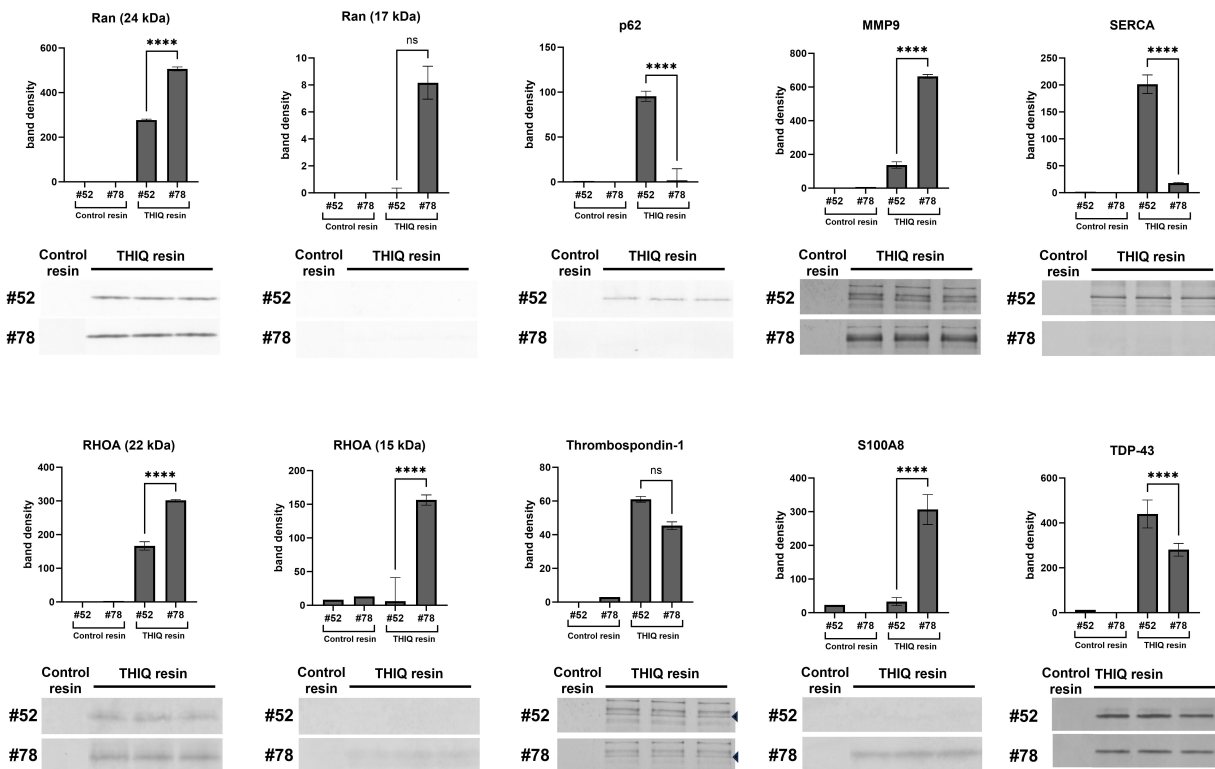 Ran (24 kDa)
band density
600
400
200
0
****
#52 #78 #52 #78
Control resin THIQ resin
Control resin
THIQ resin
#52
#78
Ran (17 kDa)
band density
10
8
6
4
2
0
ns
#52 #78 #52 #78
Control resin THIQ resin
Control resin
THIQ resin
#52
#78
p62
band density
150
100
50
0
****
#52 #78 #52 #78
Control resin THIQ resin
Control resin
THIQ resin
#52
#78
MMP9
band density
800
600
400
200
0
****
#52 #78 #52 #78
Control resin THIQ resin
Control resin
THIQ resin
#52
#78
SERCA
band density
250
200
150
100
50
0
****
#52 #78 #52 #78
Control resin THIQ resin
Control resin
THIQ resin
#52
#78
RHOA (22 kDa)
band density
400
300
200
100
0
****
#52 #78 #52 #78
Control resin THIQ resin
Control resin
THIQ resin
#52
#78
RHOA (15 kDa)
band density
200
150
100
50
0
****
#52 #78 #52 #78
Control resin THIQ resin
Control resin
THIQ resin
#52
#78
Thrombospondin-1
band density
80
60
40
20
0
ns
#52 #78 #52 #78
Control resin THIQ resin
Control resin
THIQ resin
#52
#78
S100A8
band density
400
300
200
100
0
****
#52 #78 #52 #78
Control resin THIQ resin
Control resin
THIQ resin
#52
#78
TDP-43
band density
600
400
200
0
****
#52 #78 #52 #78
Control resin THIQ resin
Control resin
THIQ resin
#52
#78